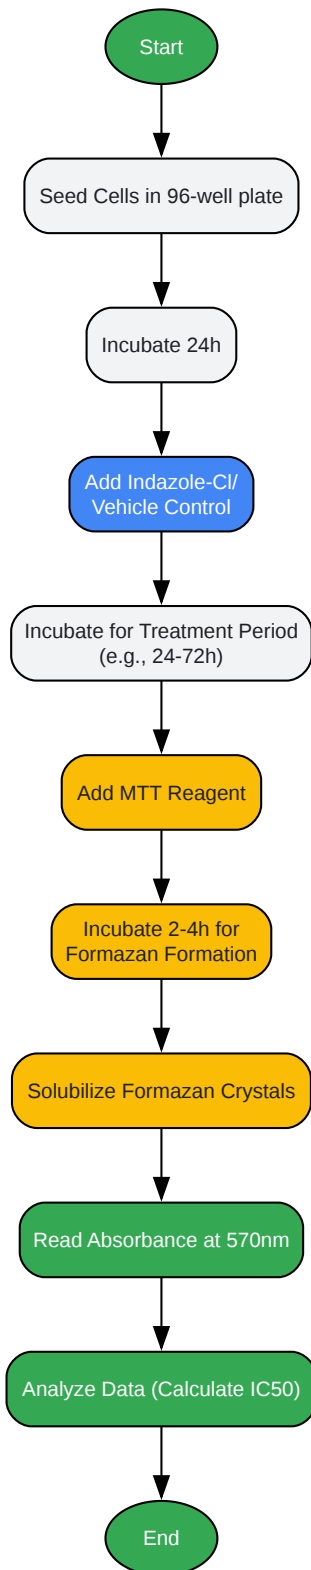 Start
Seed Cells in 96-well plate
Incubate 24h
Add Indazole-Cl/
Vehicle Control
Incubate for Treatment Period
(e.g., 24-72h)
Add MTT Reagent
Incubate 2-4h for
Formazan Formation
Solubilize Formazan Crystals
Read Absorbance at 570nm
Analyze Data (Calculate IC50)
End